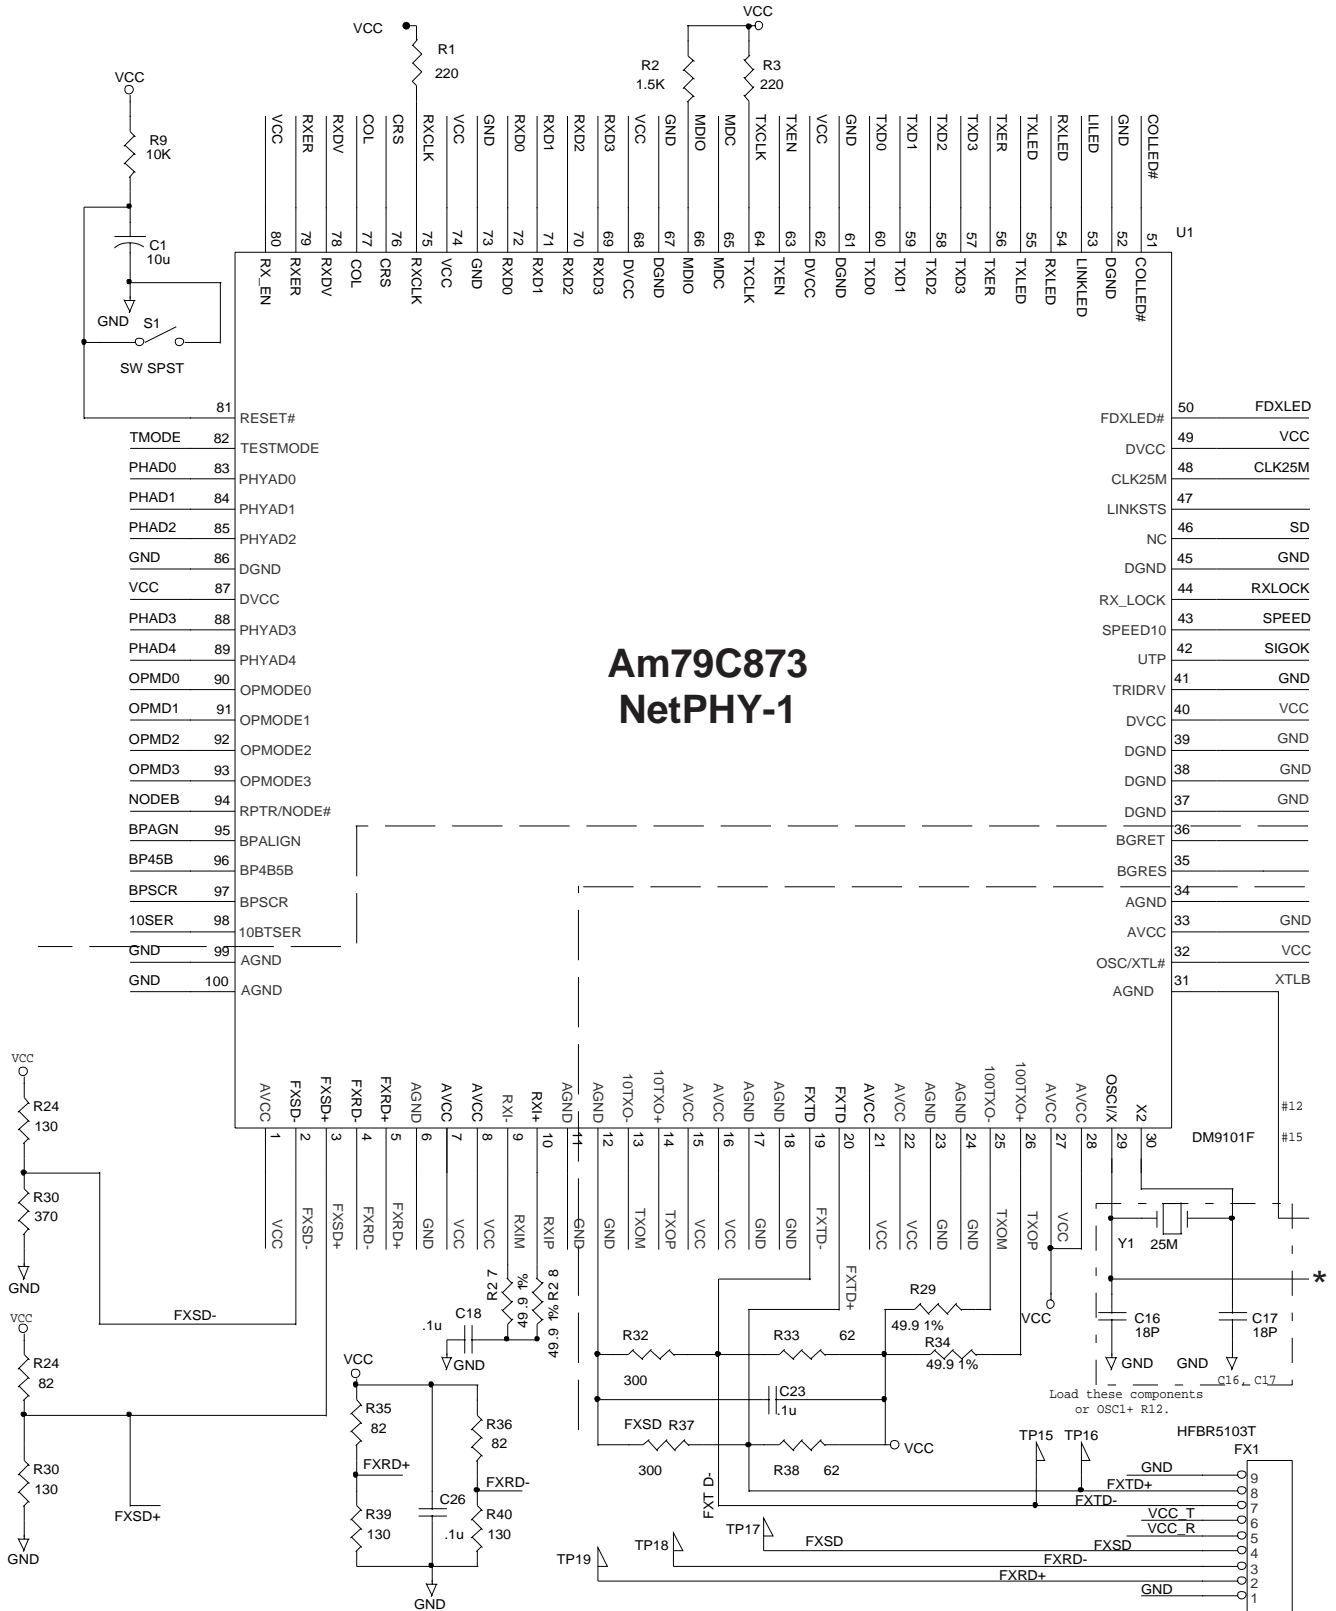 VCC
VCC
R1
220
R2
1.5K
R3
220
VCC
R9
10K
C1
10u
GND
S1
SW SPST
VCC
RXER
RXDV
COL
CRS
RXCLK
VCC
GND
RXD0
RXD1
RXD2
RXD3
VCC
GND
MDIO
MDC
TXCLK
TXEN
VCC
GND
TXD0
TXD1
TXD2
TXD3
TXER
TXLED
RXLED
LILED
GND
COLLED#
80 79 78 77 76 75 74 73 72 71 70 69 68 67 66 65 64 63 62 61 60 59 58 57 56 55 54 53 52 51
U1
RX_EN
RXER
RXDV
COL
CRS
RXCLK
VCC
GND
RXD0
RXD1
RXD2
RXD3
DVCC
DGND
MDIO
MDC
TXCLK
TXEN
DVCC
DGND
TXD0
TXD1
TXD2
TXD3
TXER
TXLED
RXLED
LINKLED
DGND
COLLED#
81 RESET#
TMODE 82 TESTMODE
PHAD0 83 PHYAD0
PHAD1 84 PHYAD1
PHAD2 85 PHYAD2
GND 86 DGND
VCC 87 DVCC
PHAD3 88 PHYAD3
PHAD4 89 PHYAD4
OPMD0 90 OPMODE0
OPMD1 91 OPMODE1
OPMD2 92 OPMODE2
OPMD3 93 OPMODE3
NODEB 94 RPTR/NODE#
BPAGN 95 BPALIGN
BP45B 96 BP4B5B
BPSCR 97 BPSCR
10SER 98 10BTSER
GND 99 AGND
GND 100 AGND
Am79C873
NetPHY-1
FDXLED# 50 FDXLED
DVCC 49 VCC
CLK25M 48 CLK25M
LINKSTS 47
NC 46 SD
DGND 45 GND
RX_LOCK 44 RXLOCK
SPEED10 43 SPEED
UTP 42 SIGOK
TRIDRV 41 GND
DVCC 40 VCC
DGND 39 GND
DGND 38 GND
DGND 37 GND
BGRET 36
BGRES 35
AGND 34
AVCC 33 GND
OSC/XTL# 32 VCC
AGND 31 XTLB
AVCC
FXSD-
FXSD+
FXRD-
FXRD+
AGND
AVCC
AVCC
RXI-
RXI+
AGND
AGND
10TXO-
10TXO+
AVCC
AVCC
AGND
AGND
FXTD
FXTD
AVCC
AVCC
AGND
AGND
100TXO-
100TXO+
AVCC
AVCC
OSCI/X
X2
1 2 3 4 5 6 7 8 9 10 11 12 13 14 15 16 17 18 19 20 21 22 23 24 25 26 27 28 29 30
DM9101F
#12
#15
VCC
FXSD-
FXSD+
FXRD-
FXRD+
GND
VCC
VCC
RXIM
RXIP
GND
GND
TXOM
TXOP
VCC
VCC
GND
GND
FXTD-
FXTD+
VCC
VCC
GND
GND
TXOM
TXOP
VCC
VCC
R24
130
R30
370
GND
FXSD-
VCC
R24
82
R30
130
GND
FXSD+
R2 7
49 .9 1%
49 .9 1% R2 8
C18
.1u
GND
VCC
R35
82
R36
82
FXRD+
FXRD-
C26
.1u
R39
130
R40
130
GND
R32
300
R33
62
R29
49.9 1%
R34
49.9 1%
VCC
C23
.1u
FXSD R37
300
R38
62
VCC
FXT D-
Y1
25M
*
C16
18P
C17
18P
GND
GND
C16, C17
Load these components
or OSC1+ R12.
HFBR5103T
FX1
TP15
TP16
TP17
TP18
TP19
GND 9
FXTD+ 8
FXTD- 7
VCC_T 6
VCC_R 5
FXSD FXSD 4
FXRD- 3
FXRD+ 2
GND 1